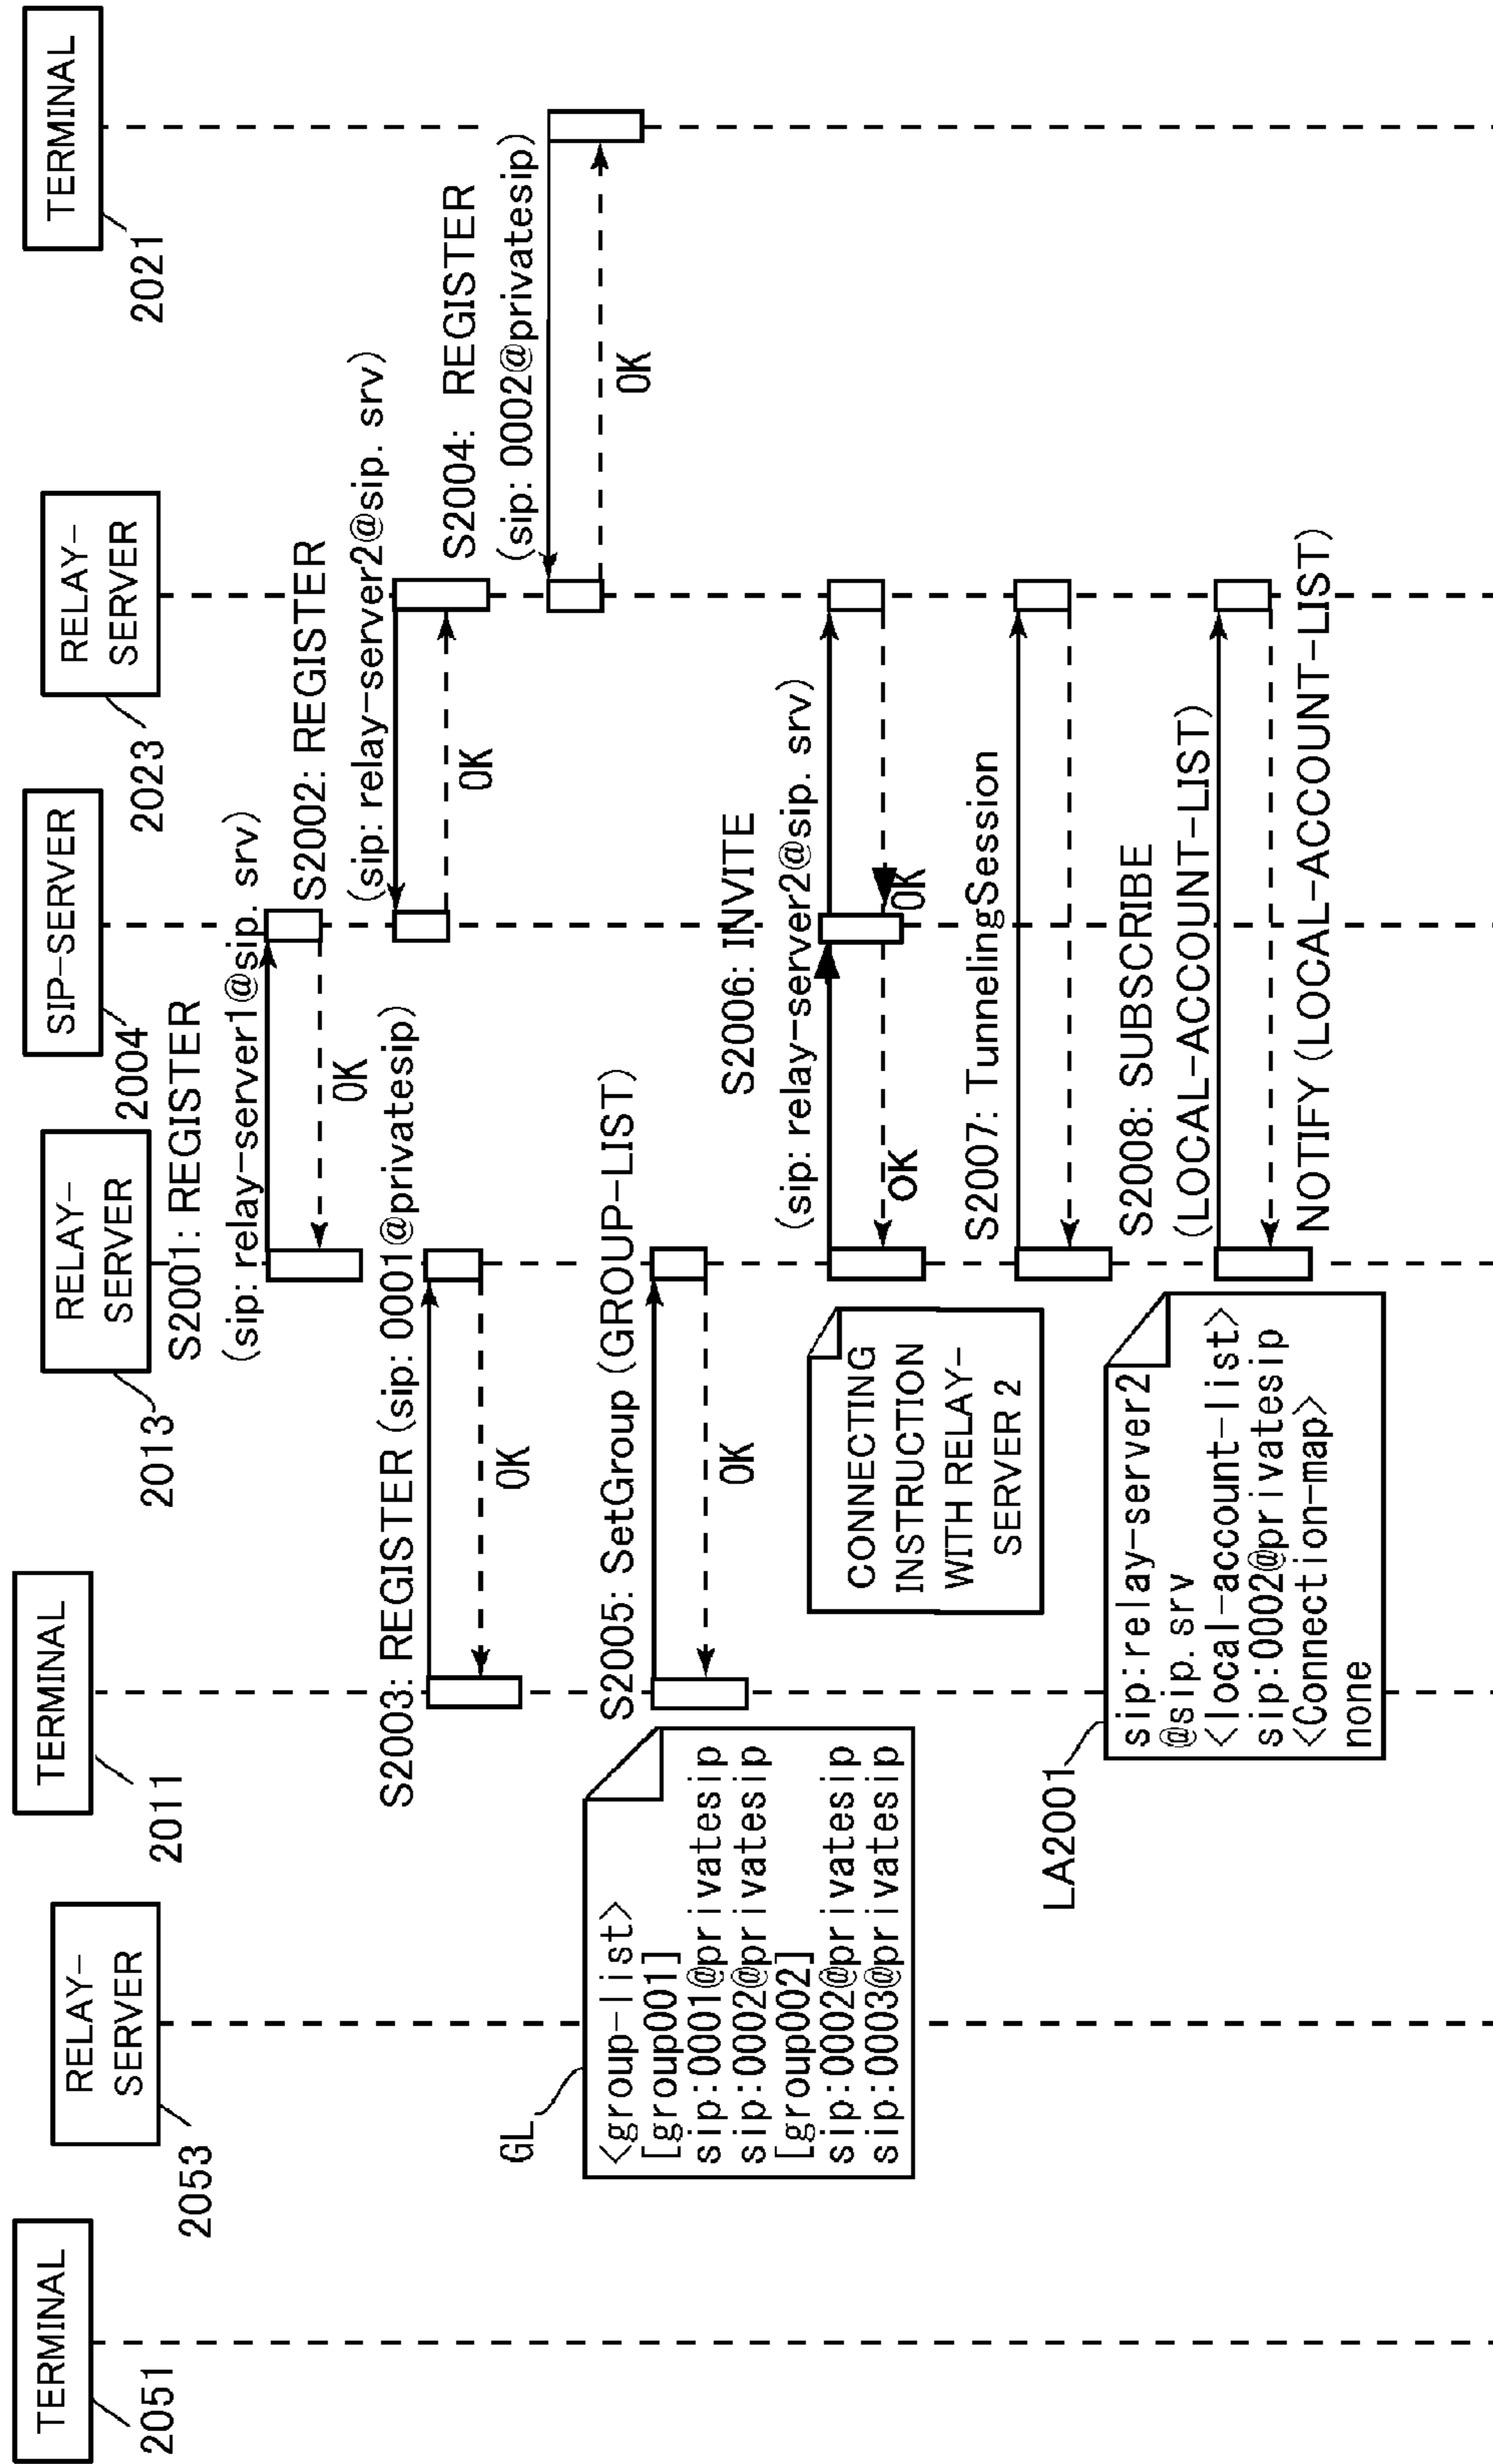 TERMINAL
2051
RELAY-
SERVER
2053
TERMINAL
2011
RELAY-
SERVER
2013
SIP-SERVER
2004
RELAY-
SERVER
2023
TERMINAL
2021
S2001: REGISTER
(sip: relay-server1@sip. srv)
OK
S2002: REGISTER
(sip: relay-server2@sip. srv)
OK
S2003: REGISTER (sip: 0001@privatesip)
OK
S2004: REGISTER
(sip: 0002@privatesip)
OK
S2005: SetGroup (GROUP-LIST)
OK
GL
<group-list>
[group001]
sip:0001@privatesip
sip:0002@privatesip
[group002]
sip:0002@privatesip
sip:0003@privatesip
CONNECTING
INSTRUCTION
WITH RELAY-
SERVER 2
S2006: INVITE
(sip: relay-server2@sip. srv)
OK
OK
S2007: TunnelingSession
S2008: SUBSCRIBE
(LOCAL-ACCOUNT-LIST)
NOTIFY (LOCAL-ACCOUNT-LIST)
LA2001
sip:relay-server2
@sip.srv
<local-account-list>
sip:0002@privatesip
<Connection-map>
none